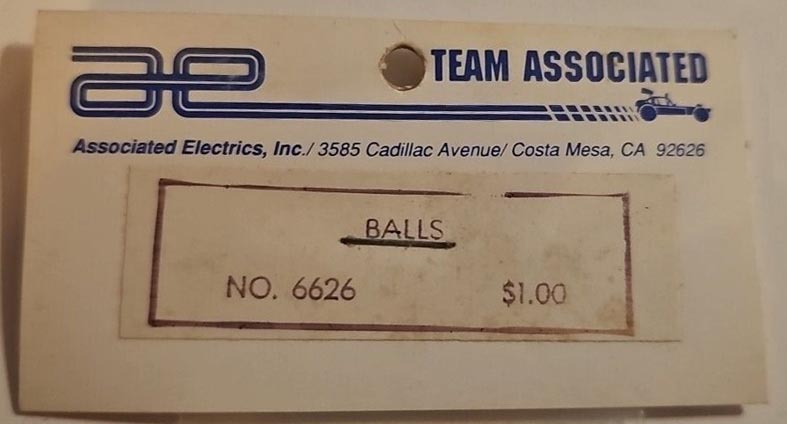 ae TEAM ASSOCIATED
Associated Electrics, Inc./ 3585 Cadillac Avenue/ Costa Mesa, CA 92626
BALLS
NO. 6626 $1.00